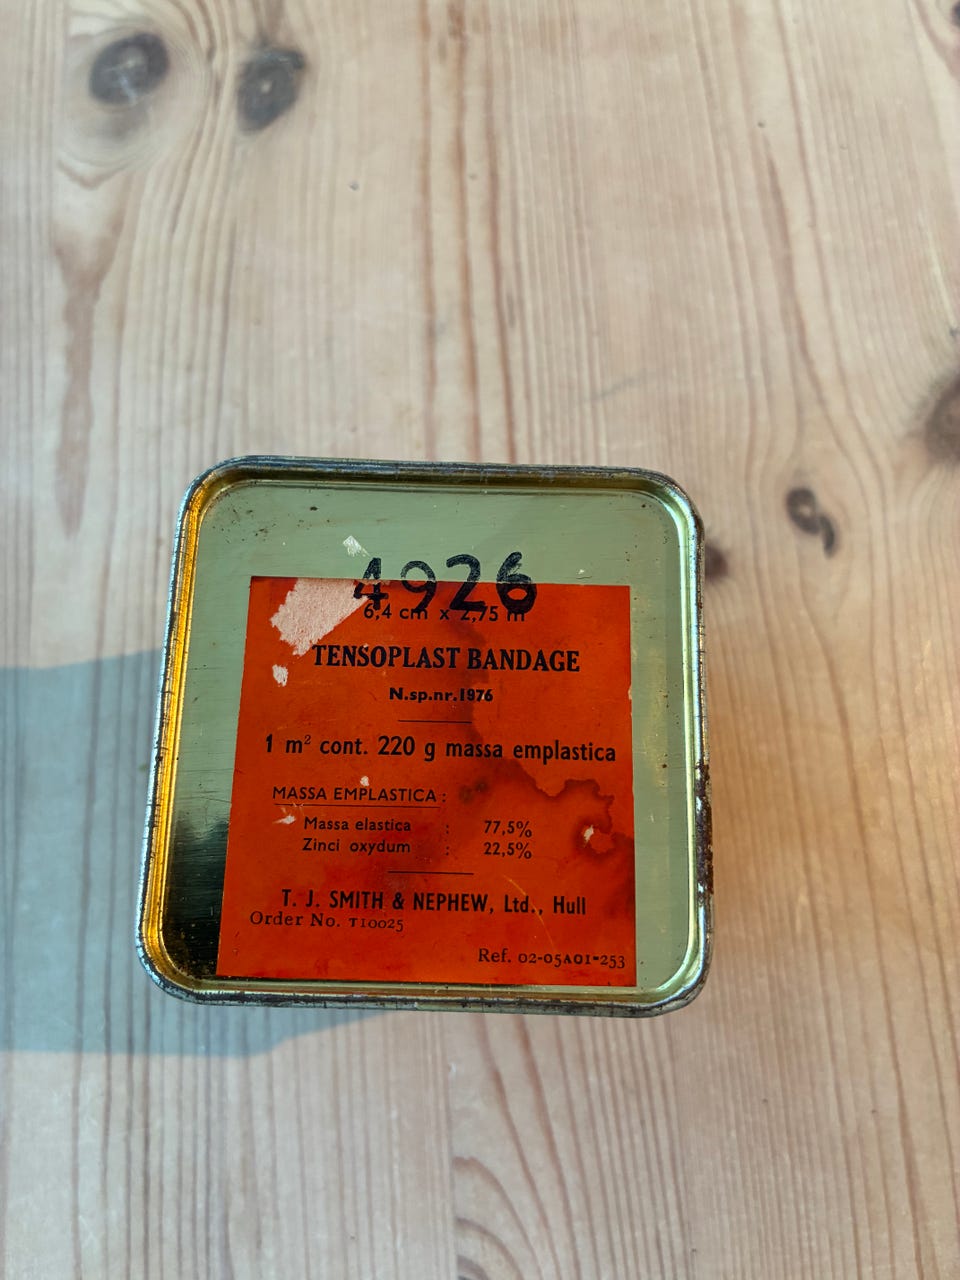 4926
6,4 cm x 2,75 m
TENSOPLAST BANDAGE
N.sp.nr.1976
1 m² cont. 220 g massa emplastica
MASSA EMPLASTICA :
Massa elastica : 77,5%
Zinci oxydum : 22,5%
T. J. SMITH & NEPHEW, Ltd., Hull
Order No. T10025
Ref. 02-05A01-253